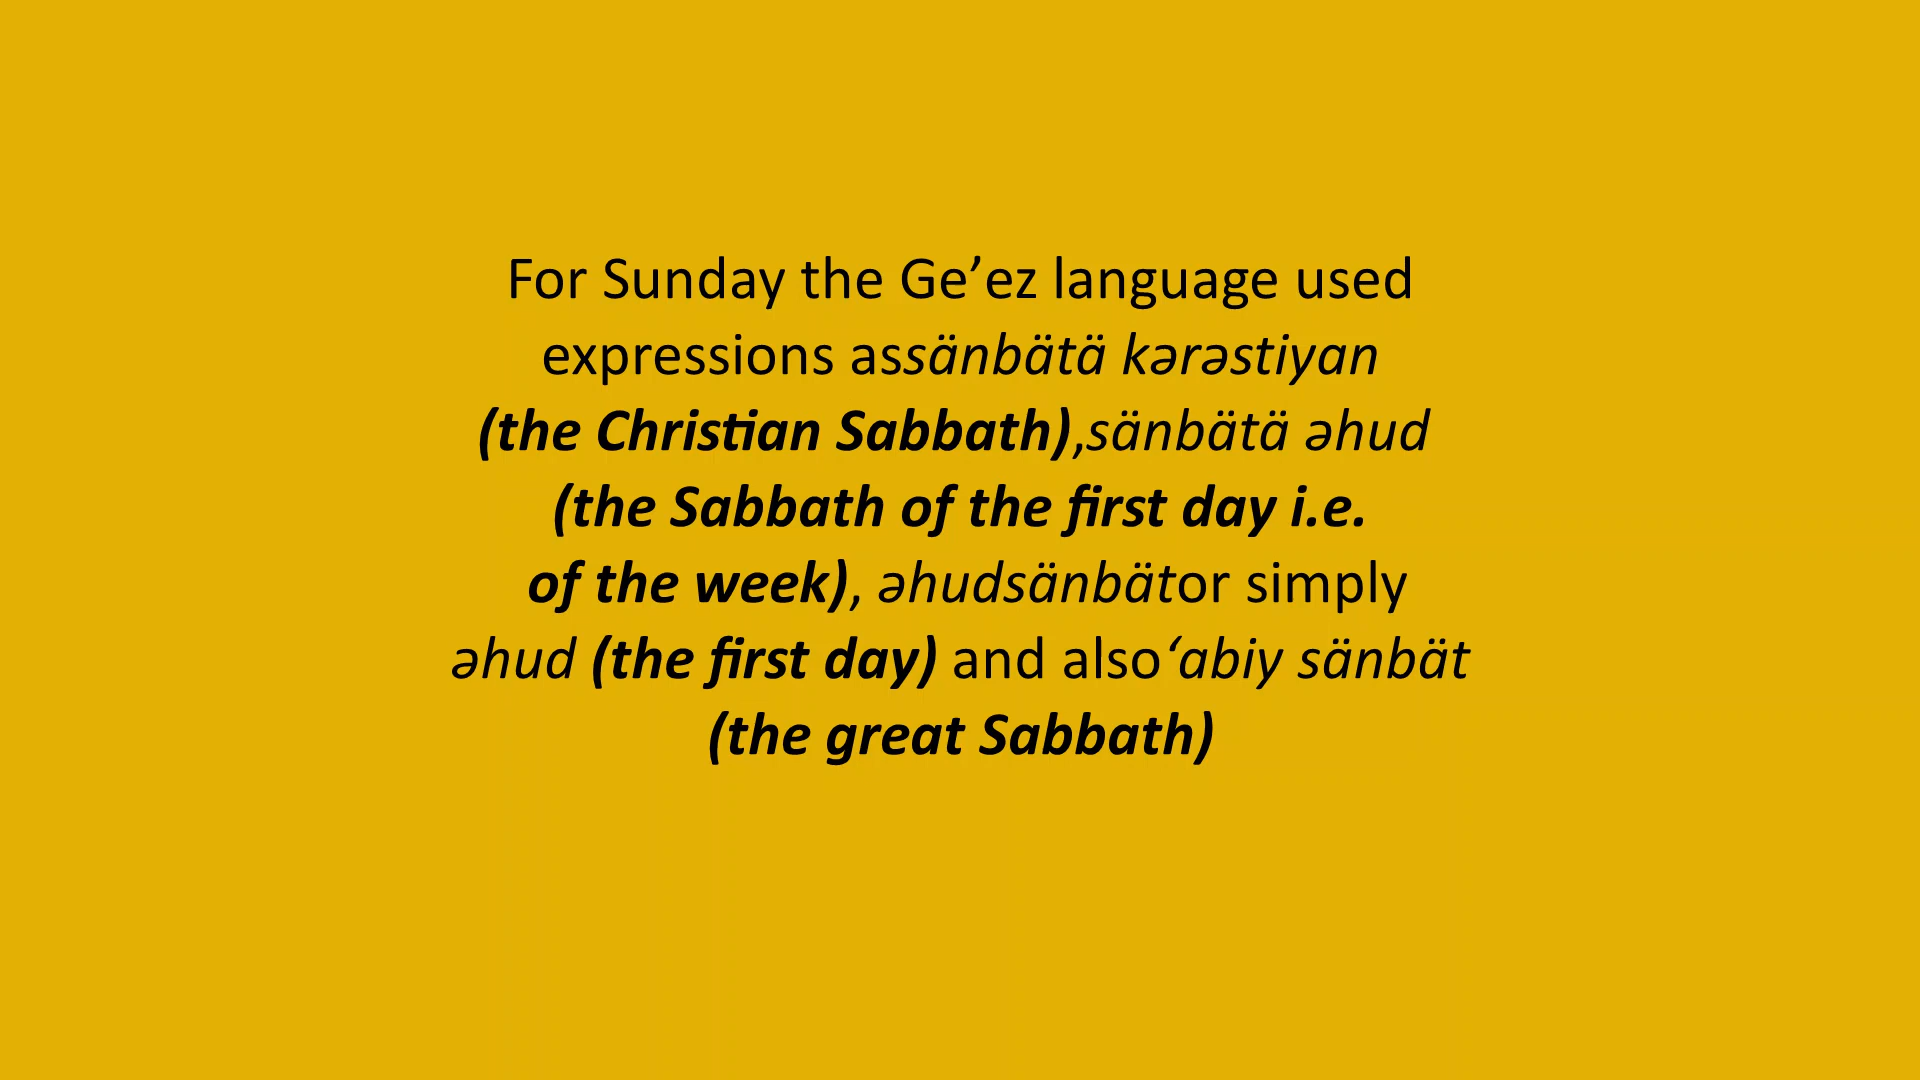 For Sunday the Ge’ez language used
expressions assänbätä kərəstiyan
(the Christian Sabbath),sänbätä əhud
(the Sabbath of the first day i.e.
of the week), əhudsänbätor simply
əhud (the first day) and also‘abiy sänbät
(the great Sabbath)